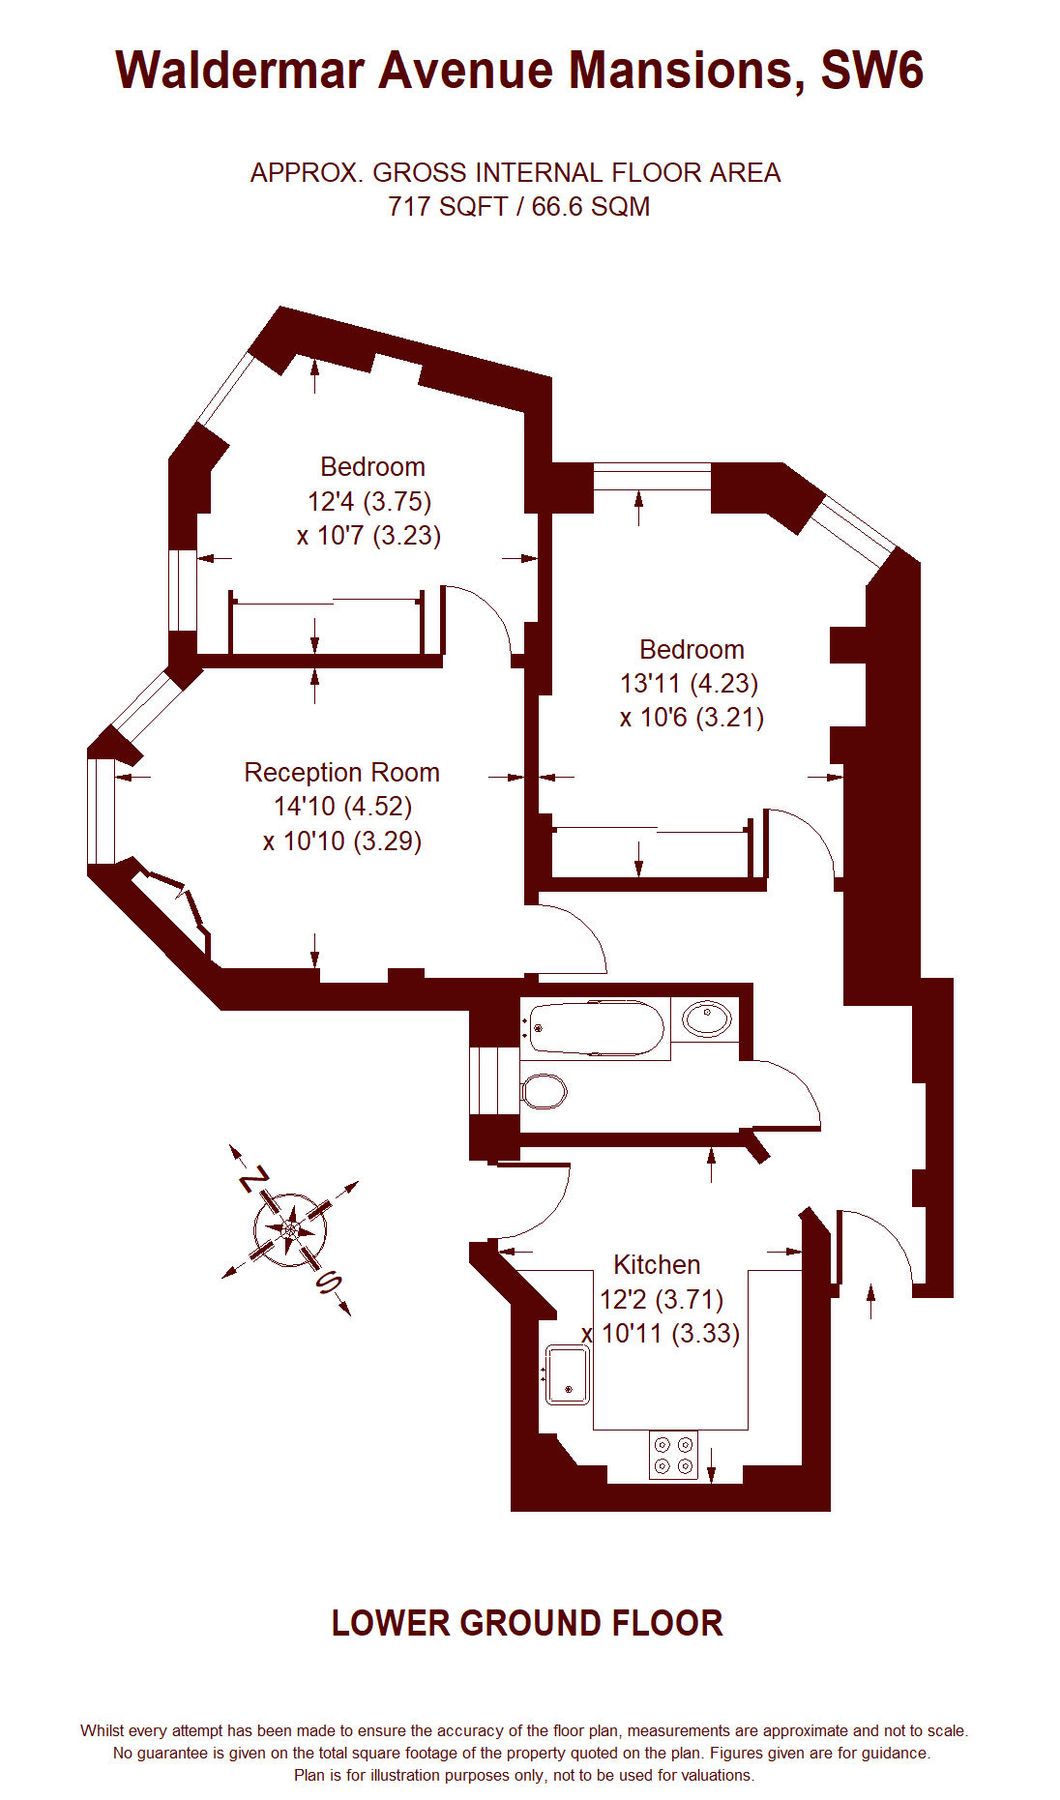 Waldermar Avenue Mansions, SW6
APPROX. GROSS INTERNAL FLOOR AREA
717 SQFT / 66.6 SQM
Bedroom
12'4 (3.75)
x 10'7 (3.23)
Bedroom
13'11 (4.23)
x 10'6 (3.21)
Reception Room
14'10 (4.52)
x 10'10 (3.29)
N
S
Kitchen
12'2 (3.71)
x 10'11 (3.33)
LOWER GROUND FLOOR
Whilst every attempt has been made to ensure the accuracy of the floor plan, measurements are approximate and not to scale.
No guarantee is given on the total square footage of the property quoted on the plan. Figures given are for guidance.
Plan is for illustration purposes only, not to be used for valuations.